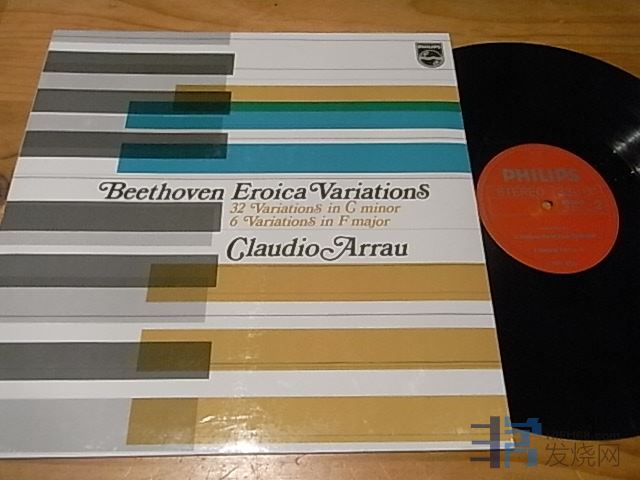 PHILIPS
Beethoven Eroica Variations
32 Variations in C minor
6 Variations in F major
Claudio Arrau
PHILIPS
STEREO
2
发烧网